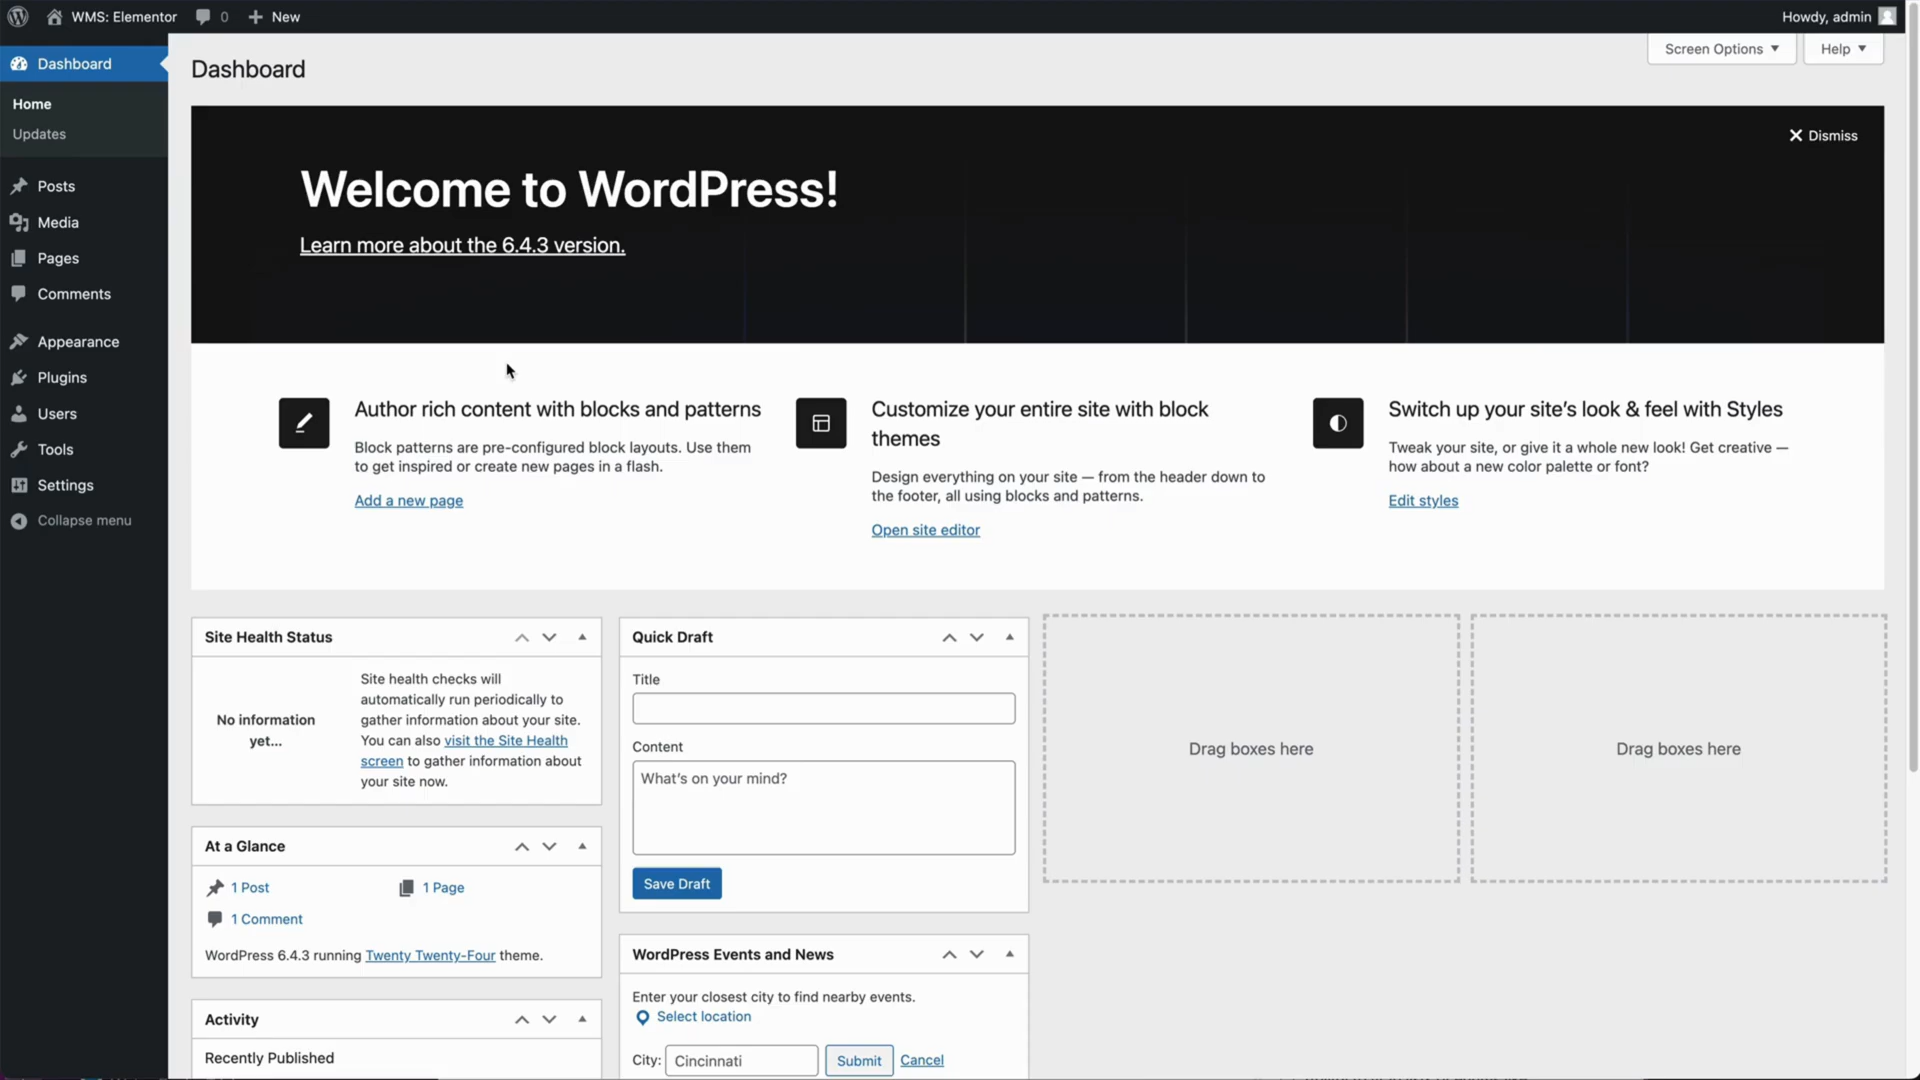 WMS: Elementor
0
New
Howdy, admin
Dashboard
Home
Updates
Posts
Media
Pages
Comments
Appearance
Plugins
Users
Tools
Settings
Collapse menu
Dashboard
Screen Options
Help
Dismiss
Welcome to WordPress!
Learn more about the 6.4.3 version.
Author rich content with blocks and patterns
Block patterns are pre-configured block layouts. Use them
to get inspired or create new pages in a flash.
Add a new page
Customize your entire site with block
themes
Design everything on your site — from the header down to
the footer, all using blocks and patterns.
Open site editor
Switch up your site’s look & feel with Styles
Tweak your site, or give it a whole new look! Get creative —
how about a new color palette or font?
Edit styles
Site Health Status
No information
yet...
Site health checks will
automatically run periodically to
gather information about your site.
You can also visit the Site Health
screen to gather information about
your site now.
At a Glance
1 Post
1 Page
1 Comment
WordPress 6.4.3 running Twenty Twenty-Four theme.
Activity
Recently Published
Quick Draft
Title
Content
What’s on your mind?
Save Draft
WordPress Events and News
Enter your closest city to find nearby events.
Select location
City:
Cincinnati
Submit
Cancel
Drag boxes here
Drag boxes here